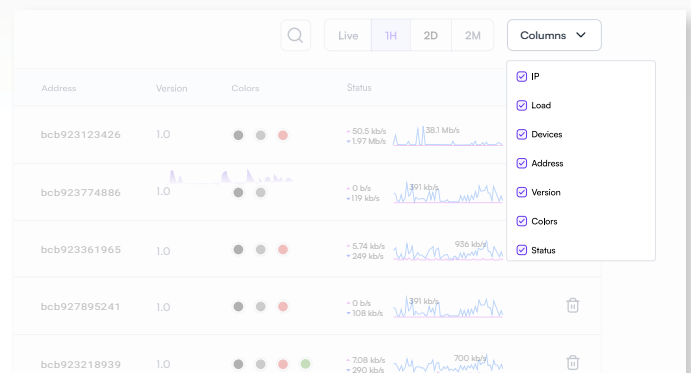 Live 1H 2D 2M Columns
IP
Address Version Colors Status
Load
bcb923123426 1.0 50.5 kb/s 1.97 Mb/s 38.1 Mb/s
Devices
Address
bcb923774886 1.0 0 b/s 119 kb/s 391 kb/s
Version
Colors
bcb923361965 1.0 5.74 kb/s 249 kb/s 936 kb/s
Status
bcb927895241 1.0 0 b/s 108 kb/s 391 kb/s
bcb923218939 1.0 7.08 kb/s 290 kb/s 700 kb/s